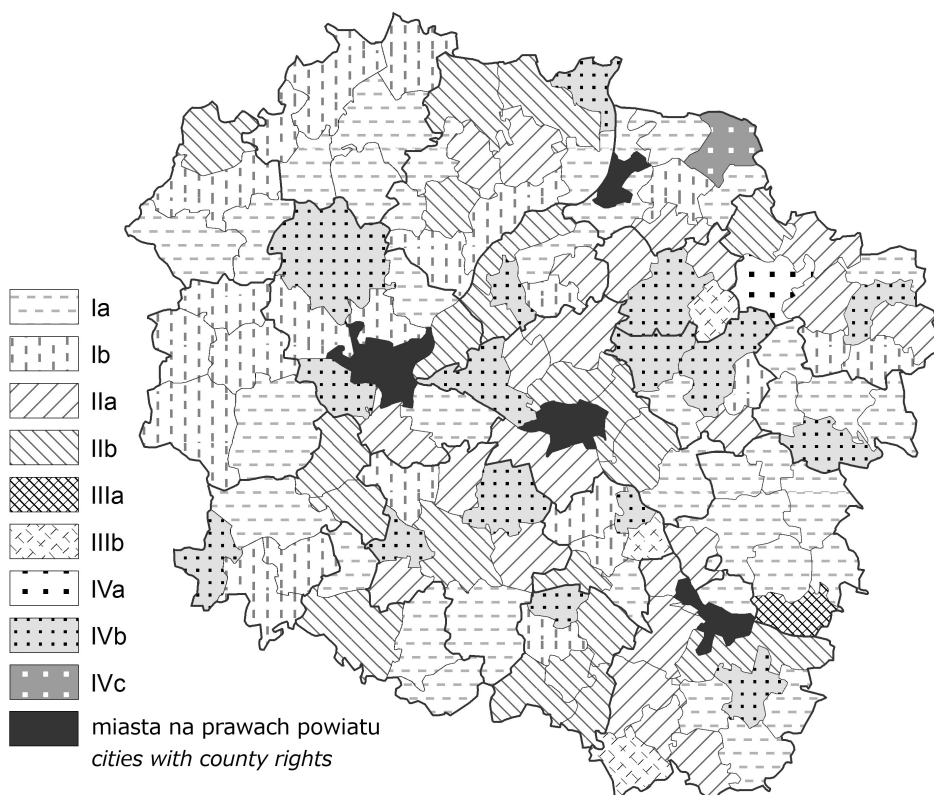 Ia
Ib
IIa
IIb
IIIa
IIIb
IVa
IVb
IVc
miasta na prawach powiatu
cities with county rights